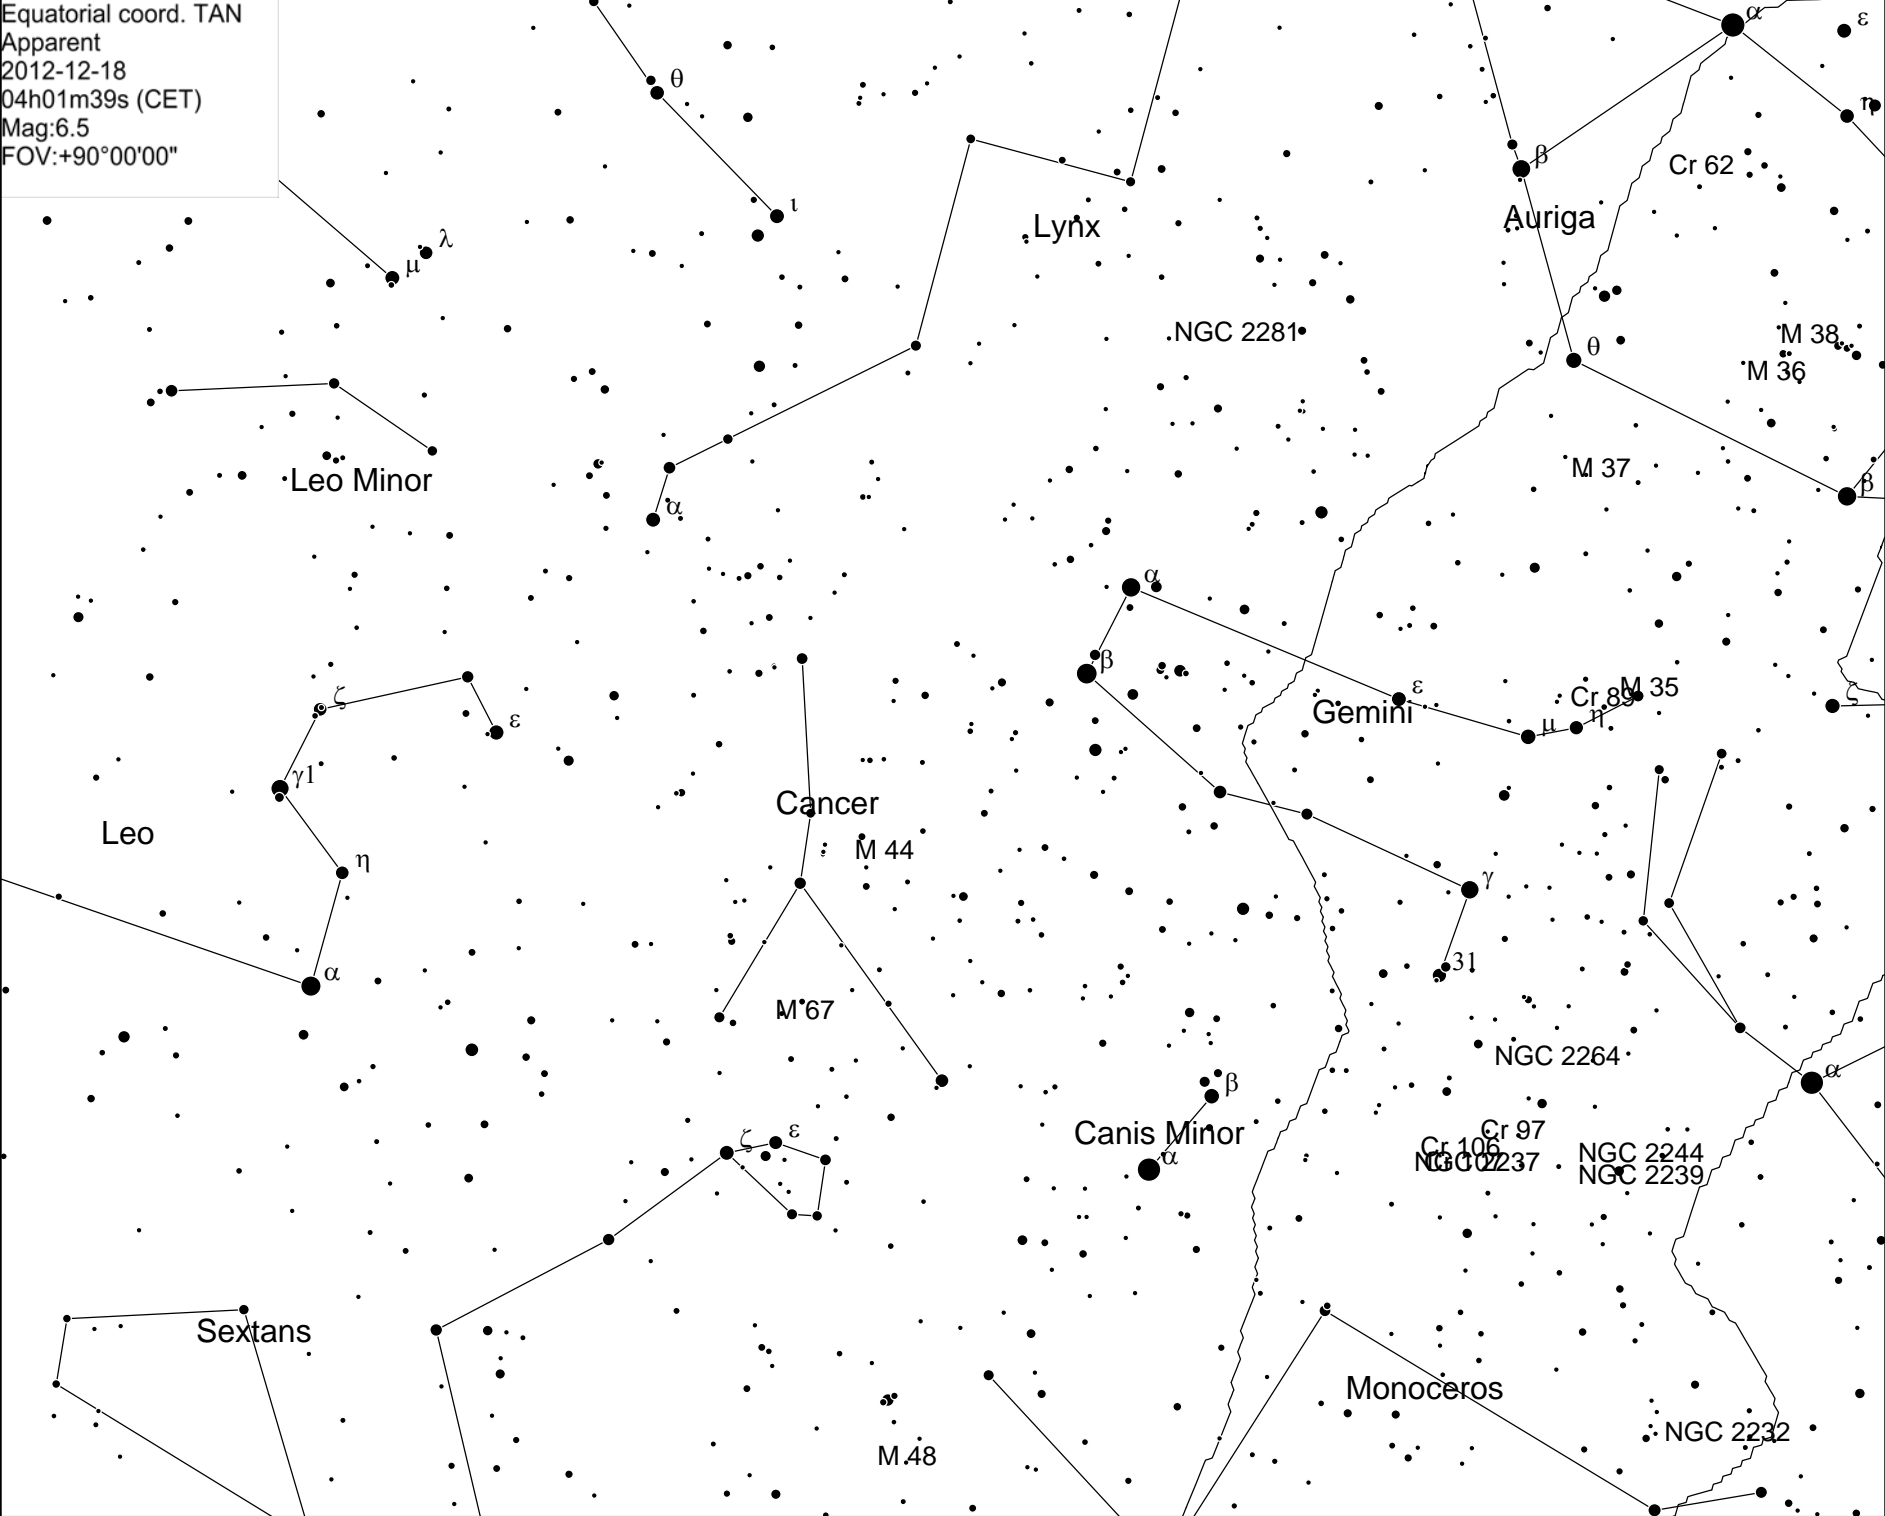 Equatorial coord. TAN
Apparent
2012-12-18
04h01m39s (CET)
Mag:6.5
FOV:+90°00'00"
α
ε
θ
η
β
Cr 62
ι
Lynx
Auriga
λ
μ
NGC 2281
M 38
θ
M 36
M 37
Leo Minor
β
α
α
β
ζ
ε
M 35
Cr 89
ζ
Gemini
η
μ
ε
γ1
Cancer
Leo
M 44
η
γ
α
31
M 67
NGC 2264
α
β
Canis Minor
ζ
ε
Cr 97
Cr 106
α
NGC 2237
NGC 2244
NGC 2239
Sextans
Monoceros
NGC 2232
M 48